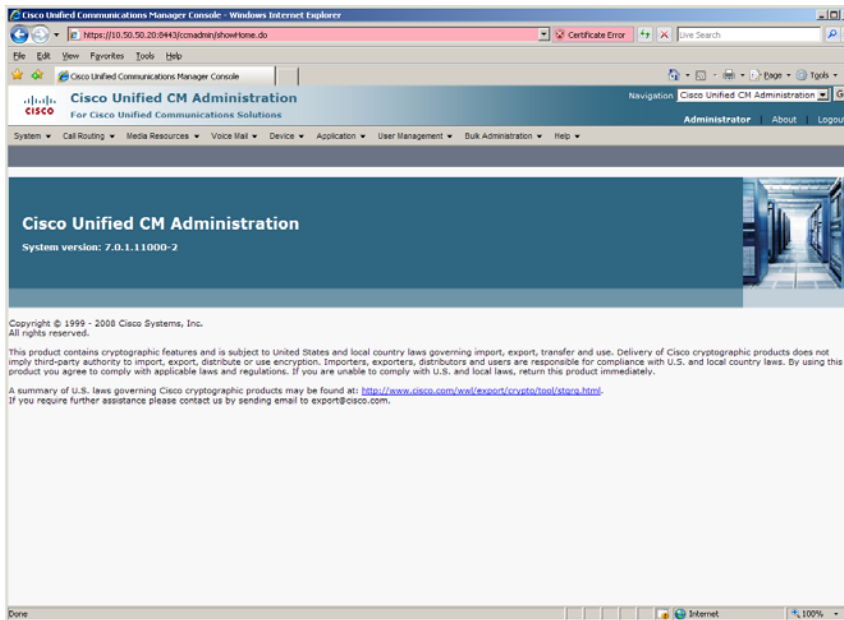 Cisco Unified Communications Manager Console - Windows Internet Explorer
https://10.50.50.20:8443/ccmadmin/showHome.do
Certificate Error
Live Search
File Edit View Favorites Tools Help
Cisco Unified Communications Manager Console
Page Tools
CISCO
Cisco Unified CM Administration
For Cisco Unified Communications Solutions
Navigation Cisco Unified CM Administration G
Administrator | About | Logout
System Call Routing Media Resources Voice Mail Device Application User Management Bulk Administration Help
Cisco Unified CM Administration
System version: 7.0.1.11000-2
Copyright © 1999 - 2008 Cisco Systems, Inc.
All rights reserved.
This product contains cryptographic features and is subject to United States and local country laws governing import, export, transfer and use. Delivery of Cisco cryptographic products does not
imply third-party authority to import, export, distribute or use encryption. Importers, exporters, distributors and users are responsible for compliance with U.S. and local country laws. By using this
product you agree to comply with applicable laws and regulations. If you are unable to comply with U.S. and local laws, return this product immediately.
A summary of U.S. laws governing Cisco cryptographic products may be found at: http://www.cisco.com/wwl/export/crypto/tool/stqrg.html.
If you require further assistance please contact us by sending email to export@cisco.com.
Done
Internet
100%